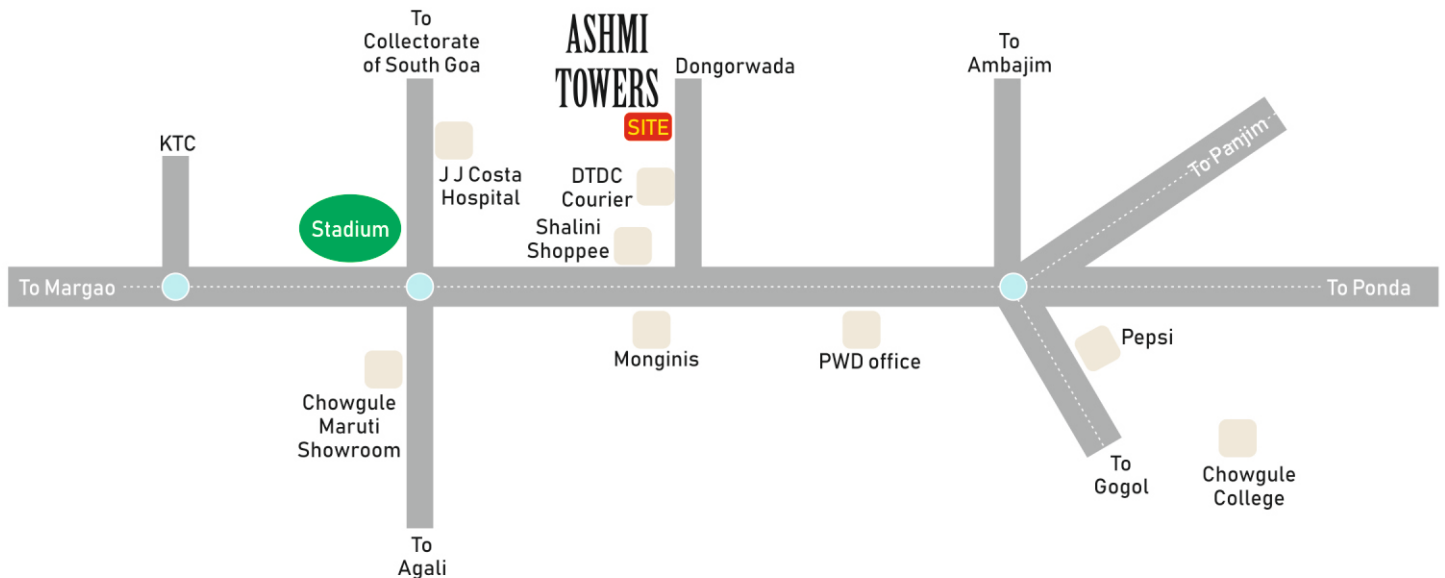 To
Collectorate
of South Goa
ASHMI
TOWERS
Dongorwada
To
Ambajim
SITE
KTC
J J Costa
Hospital
DTDC
Courier
To Panjim
Stadium
Shalini
Shoppee
To Margao
To Ponda
Monginis
PWD office
Pepsi
Chowgule
Maruti
Showroom
To
Gogol
Chowgule
College
To
Agali